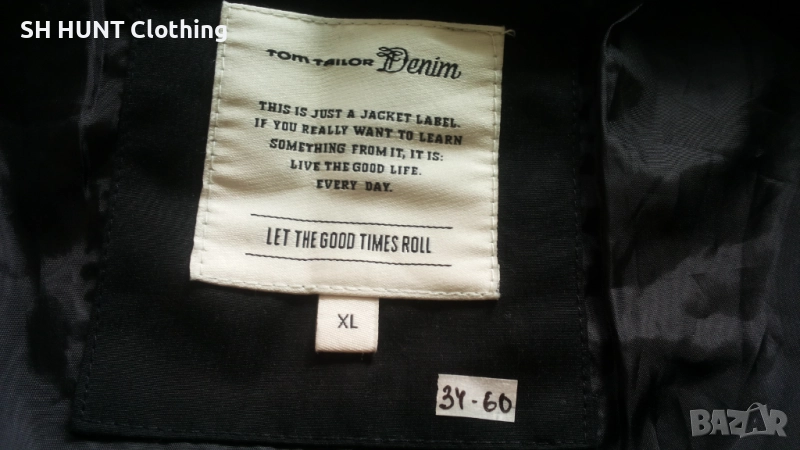 SH HUNT Clothing
TOM TAILOR Denim
THIS IS JUST A JACKET LABEL.
IF YOU REALLY WANT TO LEARN
SOMETHING FROM IT, IT IS:
LIVE THE GOOD LIFE.
EVERY DAY.
LET THE GOOD TIMES ROLL
XL
34-60
BAZAR